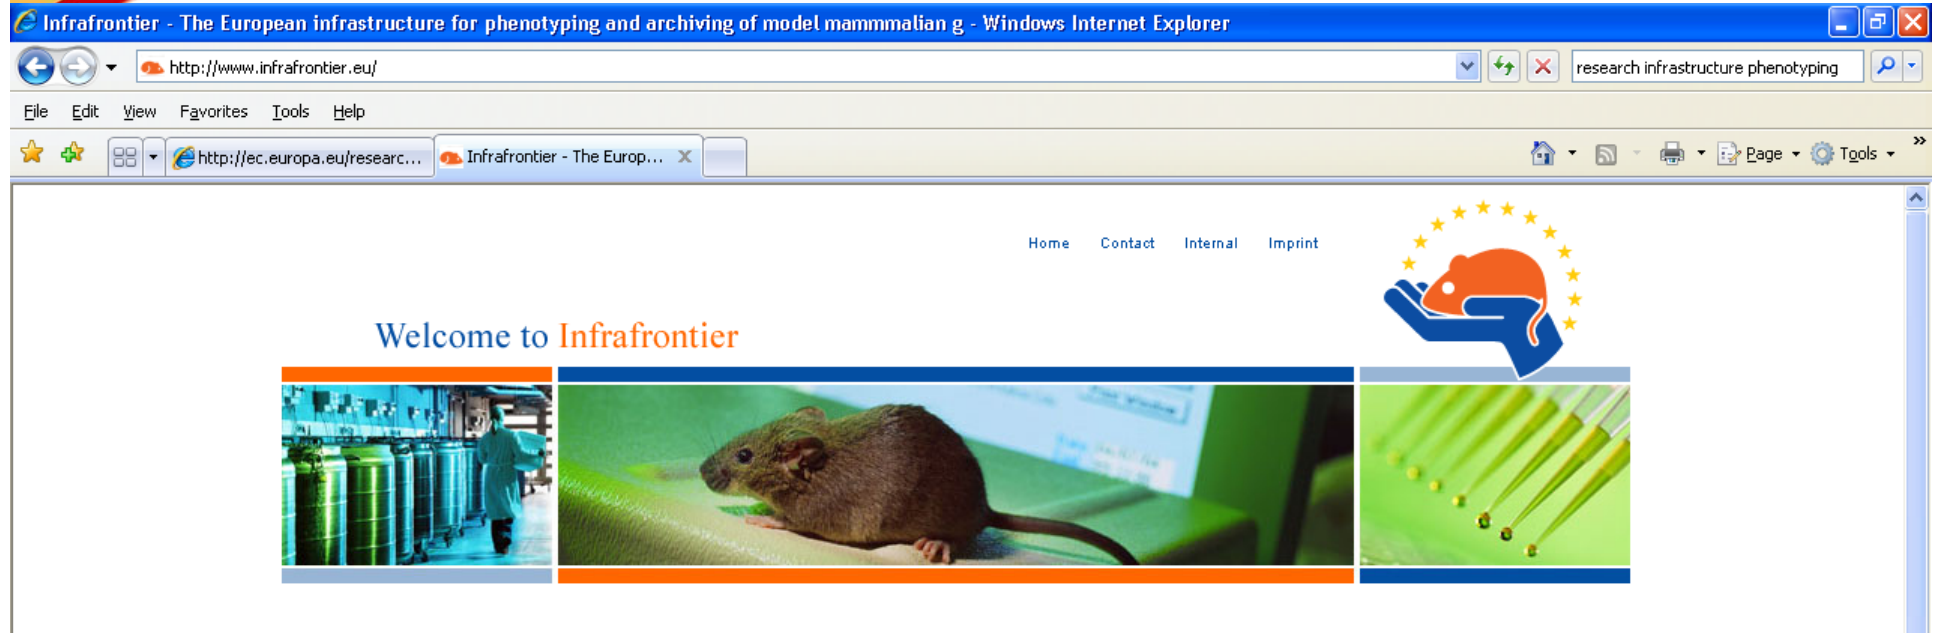 Infrafrontier - The European infrastructure for phenotyping and archiving of model mammmalian g - Windows Internet Explorer
http://www.infrafrontier.eu/
research infrastructure phenotyping
File Edit View Favorites Tools Help
http://ec.europa.eu/researc...
Infrafrontier - The Europ...
Page Tools
Home Contact Internal Imprint
Welcome to Infrafrontier